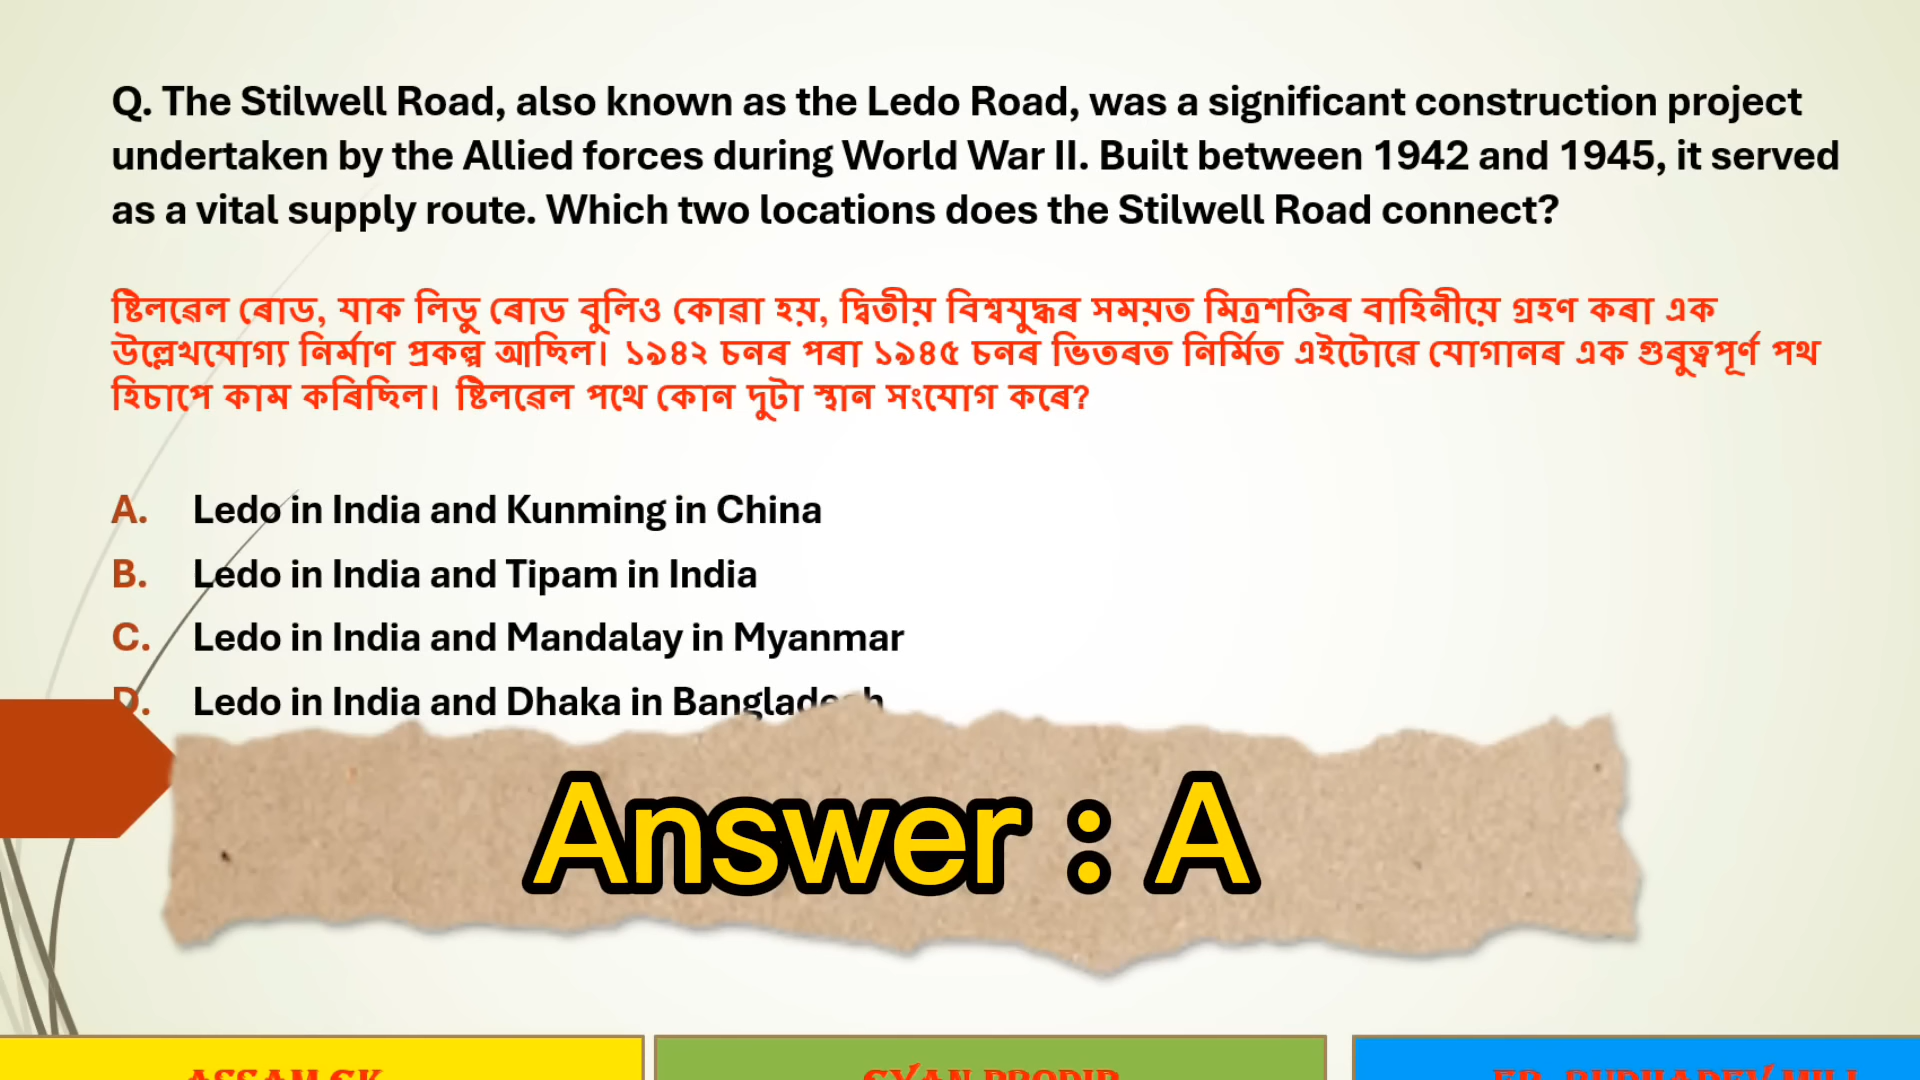 Q. The Stilwell Road, also known as the Ledo Road, was a significant construction project
undertaken by the Allied forces during World War II. Built between 1942 and 1945, it served
as a vital supply route. Which two locations does the Stilwell Road connect?
ষ্টিলৱেল ৰোড, যাক লিডু ৰোড বুলিও কোৱা হয়, দ্বিতীয় বিশ্বযুদ্ধৰ সময়ত মিত্ৰশক্তিৰ বাহিনীয়ে গ্ৰহণ কৰা এক
উল্লেখযোগ্য নিৰ্মাণ প্ৰকল্প আছিল। ১৯৪২ চনৰ পৰা ১৯৪৫ চনৰ ভিতৰত নিৰ্মিত এইটোৱে যোগানৰ এক গুৰুত্বপূৰ্ণ পথ
হিচাপে কাম কৰিছিল। ষ্টিলৱেল পথে কোন দুটা স্থান সংযোগ কৰে?
A. Ledo in India and Kunming in China
B. Ledo in India and Tipam in India
C. Ledo in India and Mandalay in Myanmar
D. Ledo in India and Dhaka in Bangladesh
Answer : A
ASSAM GK GYAN PRODIP